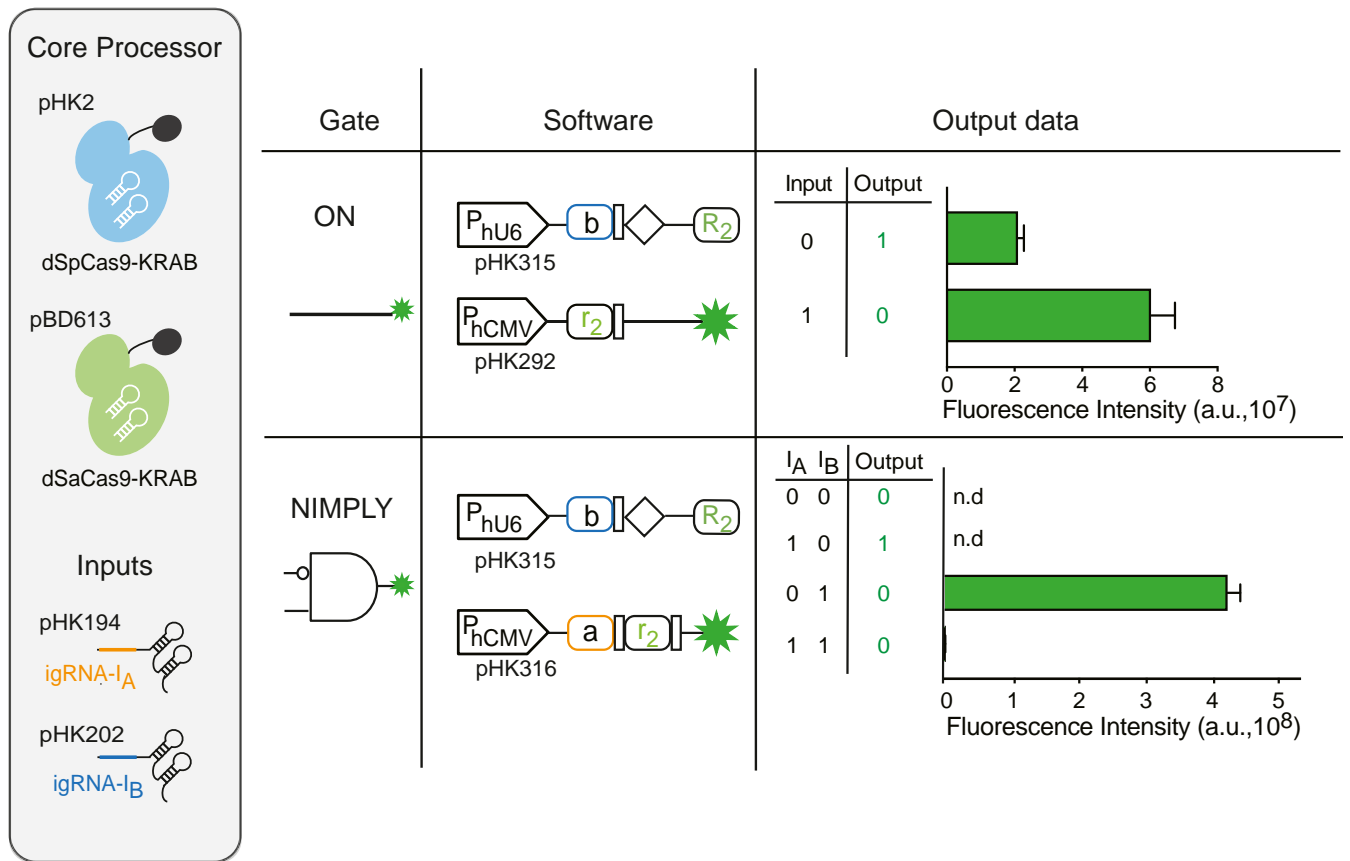 Core Processor
pHK2
dSpCas9-KRAB
pBD613
dSaCas9-KRAB
Inputs
pHK194
igRNA-IA
pHK202
igRNA-IB
Gate Software Output data
ON
PhU6 b R2
pHK315
PhCMV r2
pHK292
Input Output
0 1
1 0
0 2 4 6 8
Fluorescence Intensity (a.u.,10^7)
NIMPLY
PhU6 b R2
pHK315
PhCMV a r2
pHK316
IA IB Output
0 0 0 n.d
1 0 1 n.d
0 1 0
1 1 0
0 1 2 3 4 5
Fluorescence Intensity (a.u.,10^8)